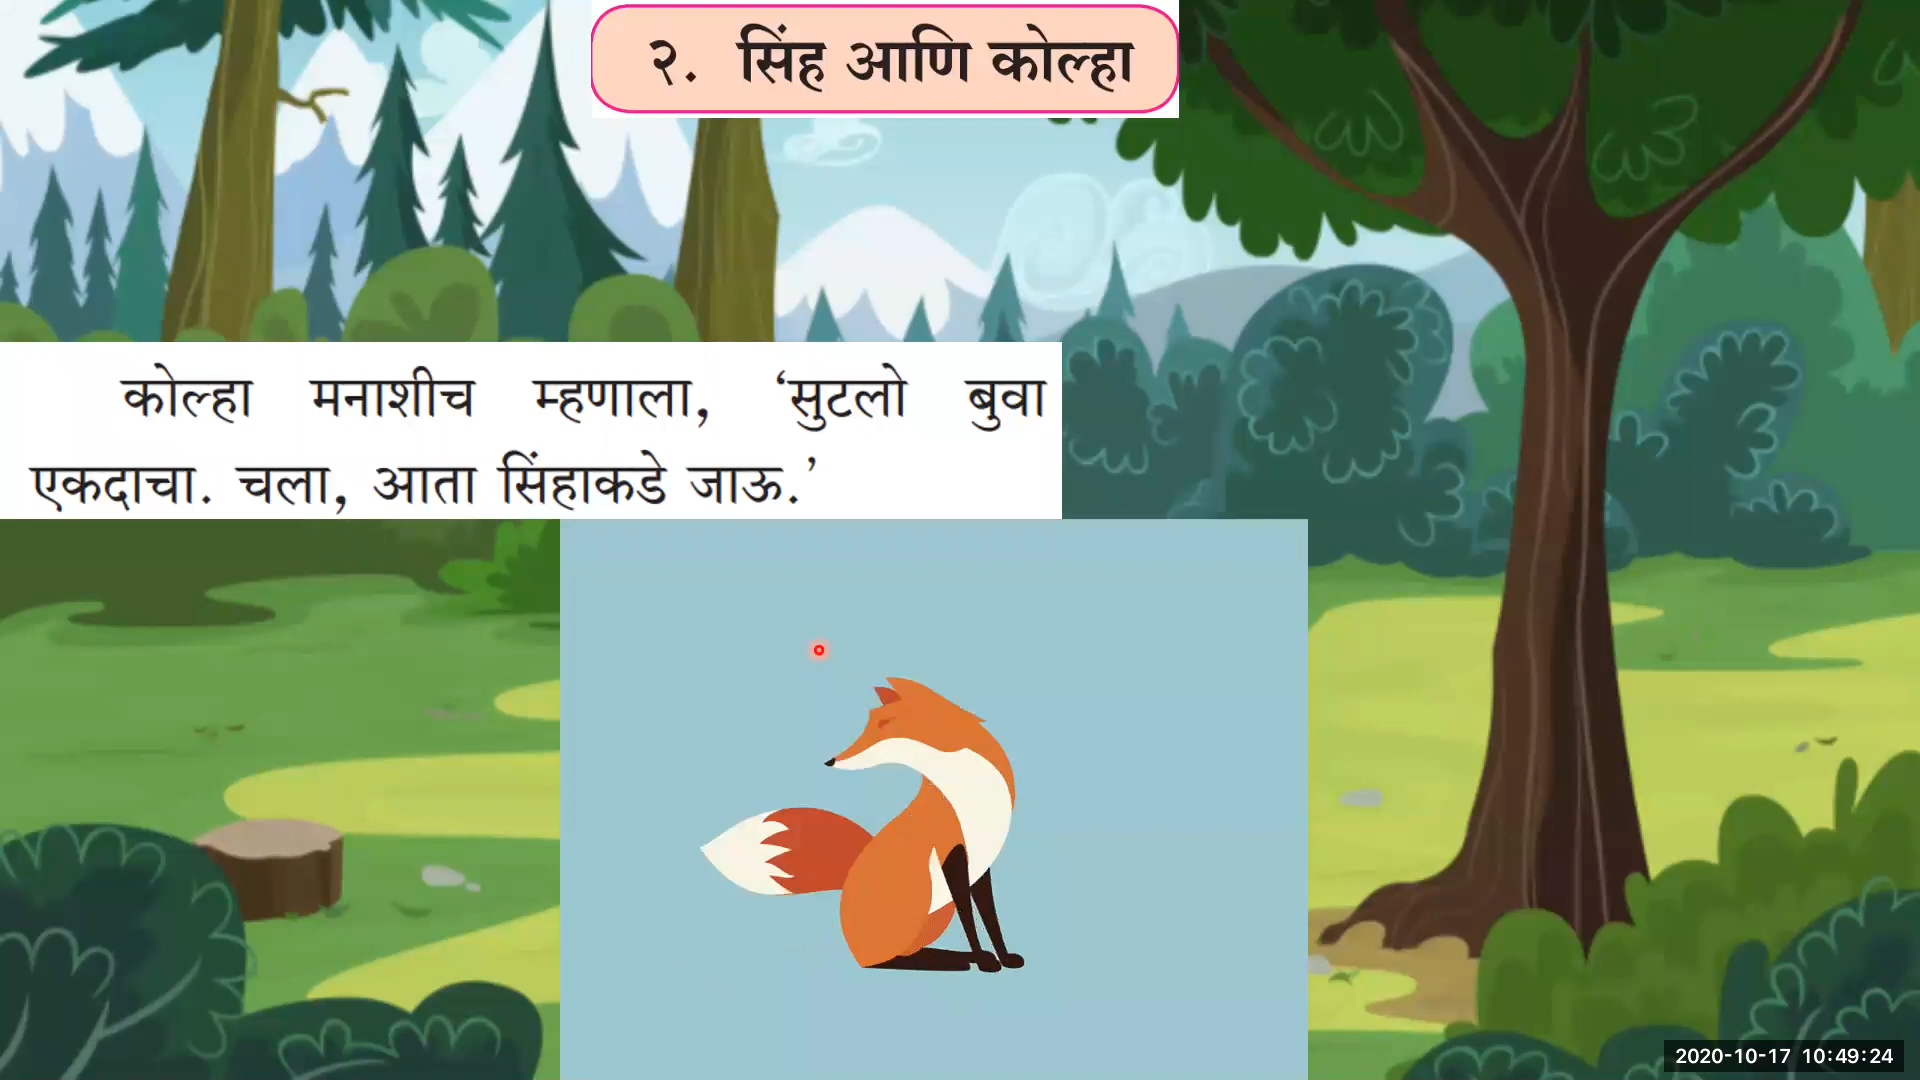 २. सिंह आणि कोल्हा
कोल्हा मनाशीच म्हणाला, ‘सुटलो बुवा
एकदाचा. चला, आता सिंहाकडे जाऊ.’
2020-10-17 10:49:24